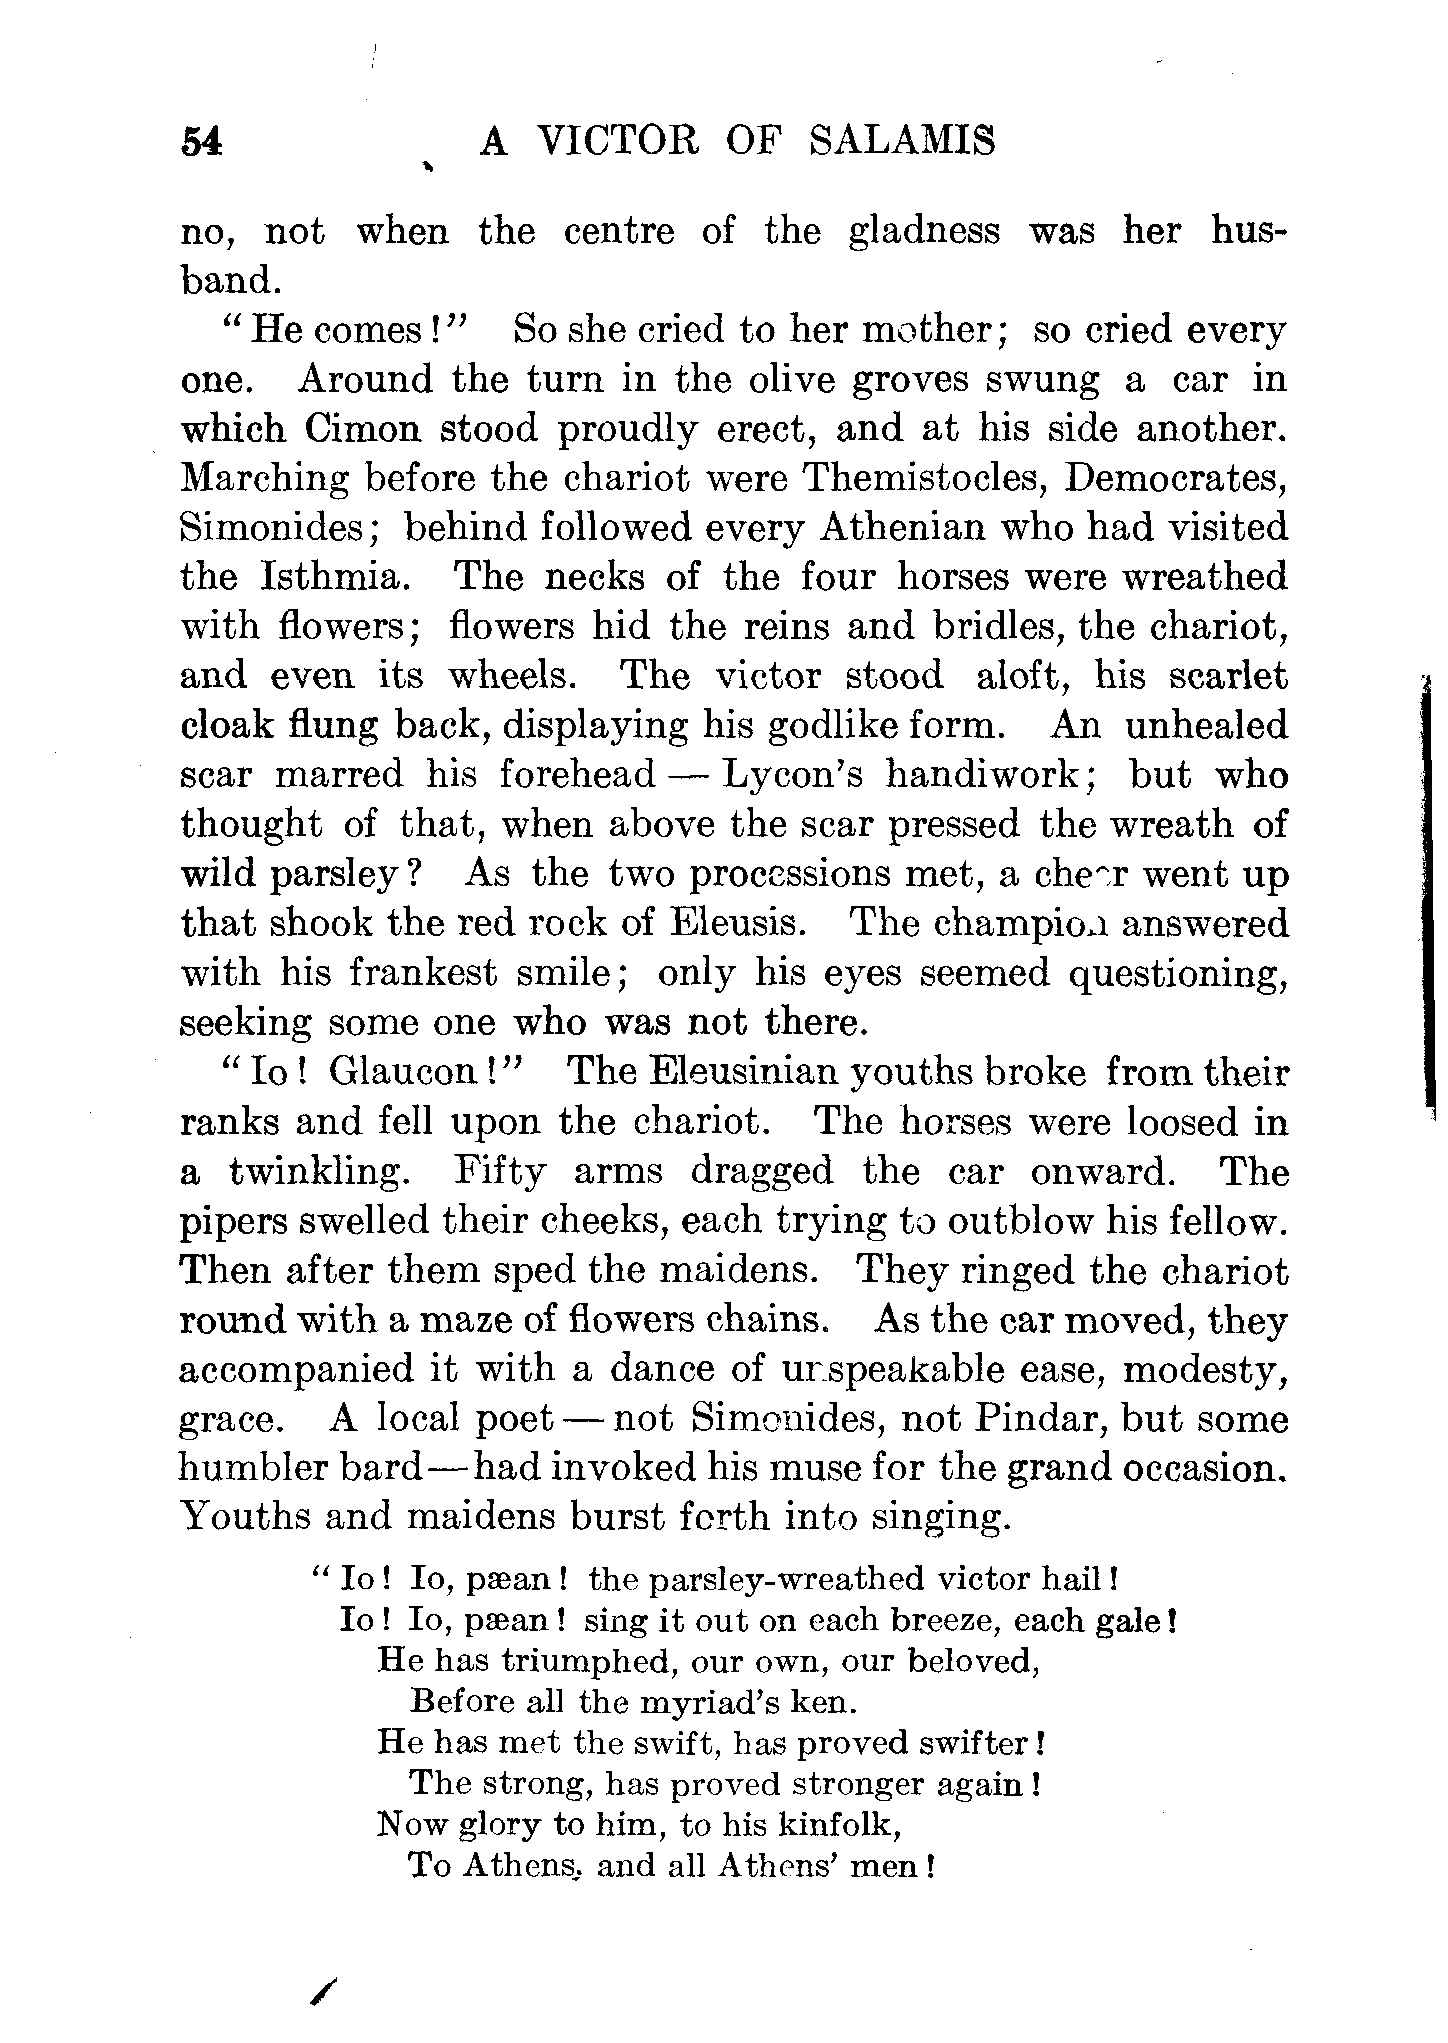 54 A VICTOR OF SALAMIS
no, not when the centre of the gladness was her hus-
band.
"He comes!" So she cried to her mother; so cried every
one. Around the turn in the olive groves swung a car in
which Cimon stood proudly erect, and at his side another.
Marching before the chariot were Themistocles, Democrates,
Simonides; behind followed every Athenian who had visited
the Isthmia. The necks of the four horses were wreathed
with flowers; flowers hid the reins and bridles, the chariot,
and even its wheels. The victor stood aloft, his scarlet
cloak flung back, displaying his godlike form. An unhealed
scar marred his forehead — Lycon's handiwork; but who
thought of that, when above the scar pressed the wreath of
wild parsley? As the two processions met, a cheer went up
that shook the red rock of Eleusis. The champion answered
with his frankest smile; only his eyes seemed questioning,
seeking some one who was not there.
"Io! Glaucon!" The Eleusinian youths broke from their
ranks and fell upon the chariot. The horses were loosed in
a twinkling. Fifty arms dragged the car onward. The
pipers swelled their cheeks, each trying to outblow his fellow.
Then after them sped the maidens. They ringed the chariot
round with a maze of flowers chains. As the car moved, they
accompanied it with a dance of unspeakable ease, modesty,
grace. A local poet — not Simonides, not Pindar, but some
humbler bard — had invoked his muse for the grand occasion.
Youths and maidens burst forth into singing.
"Io! Io, pæan! the parsley-wreathed victor hail!
Io! Io, pæan! sing it out on each breeze, each gale!
He has triumphed, our own, our beloved,
Before all the myriad's ken.
He has met the swift, has proved swifter!
The strong, has proved stronger again!
Now glory to him, to his kinfolk,
To Athens, and all Athens' men!